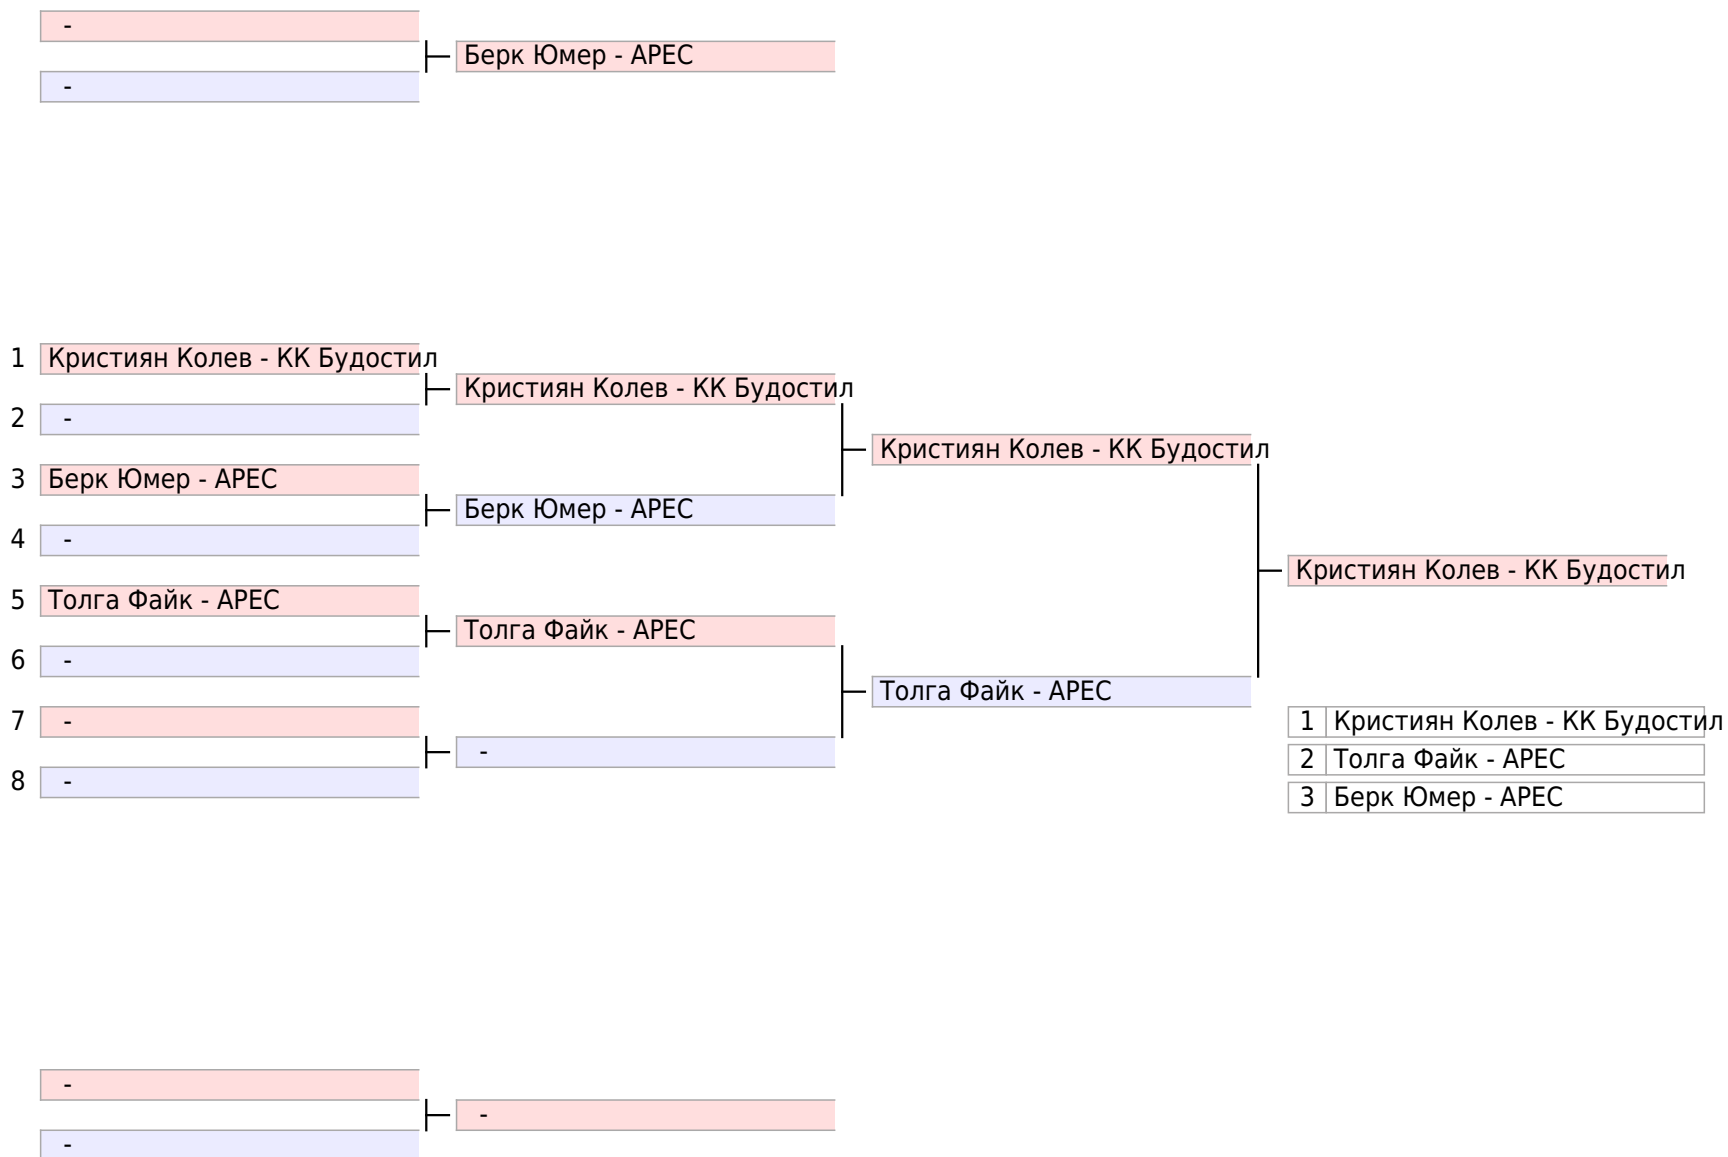 -
Берк Юмер - АРЕС
-
1 Кристиян Колев - КК Будостил
Кристиян Колев - КК Будостил
2 -
Кристиян Колев - КК Будостил
3 Берк Юмер - АРЕС
Берк Юмер - АРЕС
4 -
Кристиян Колев - КК Будостил
5 Толга Файк - АРЕС
Толга Файк - АРЕС
6 -
Толга Файк - АРЕС
7 -
1 Кристиян Колев - КК Будостил
-
2 Толга Файк - АРЕС
8 -
3 Берк Юмер - АРЕС
-
-
-